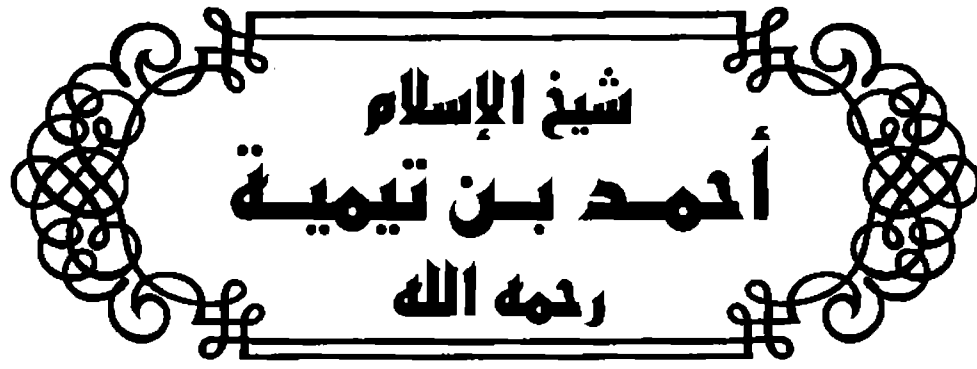 شيخ الإسلام
أحمد بن تيمية
رحمه الله